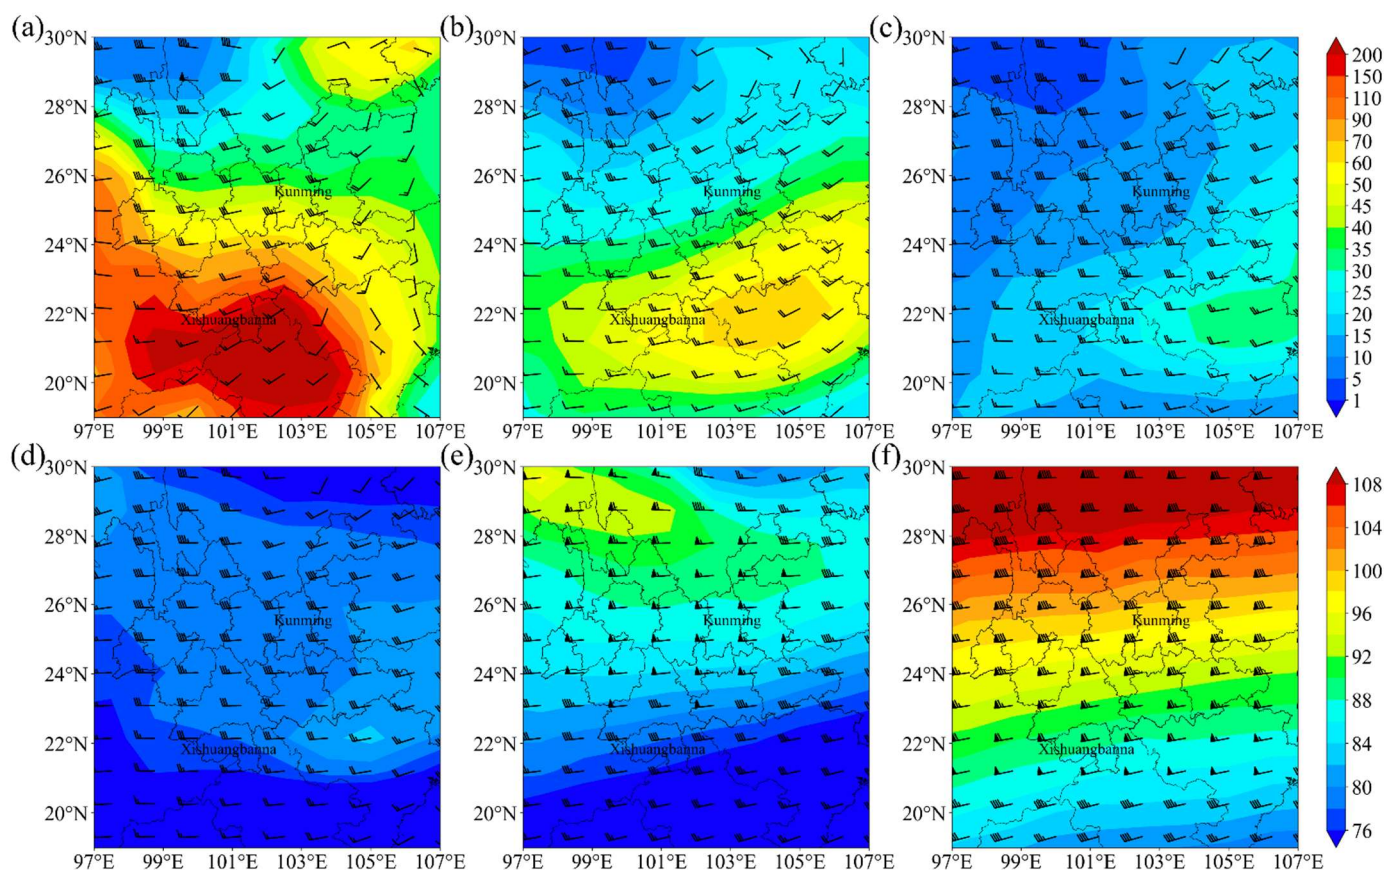 (a) (b) (c)
30°N 30°N 30°N 200
150
28°N 28°N 28°N 110
90
70
26°N 26°N 26°N 60
Kunming Kunming Kunming 50
45
24°N 24°N 24°N 40
35
30
22°N 22°N 22°N 25
Xishuangbanna Xishuangbanna Xishuangbanna 20
15
10
20°N 20°N 20°N 5
1
97°E 99°E 101°E 103°E 105°E 107°E 97°E 99°E 101°E 103°E 105°E 107°E 97°E 99°E 101°E 103°E 105°E 107°E
(d) (e) (f)
30°N 30°N 30°N 108
28°N 28°N 28°N 104
100
26°N 26°N 26°N 96
Kunming Kunming Kunming
92
24°N 24°N 24°N
88
22°N 22°N 22°N 84
Xishuangbanna Xishuangbanna Xishuangbanna
80
20°N 20°N 20°N 76
97°E 99°E 101°E 103°E 105°E 107°E 97°E 99°E 101°E 103°E 105°E 107°E 97°E 99°E 101°E 103°E 105°E 107°E